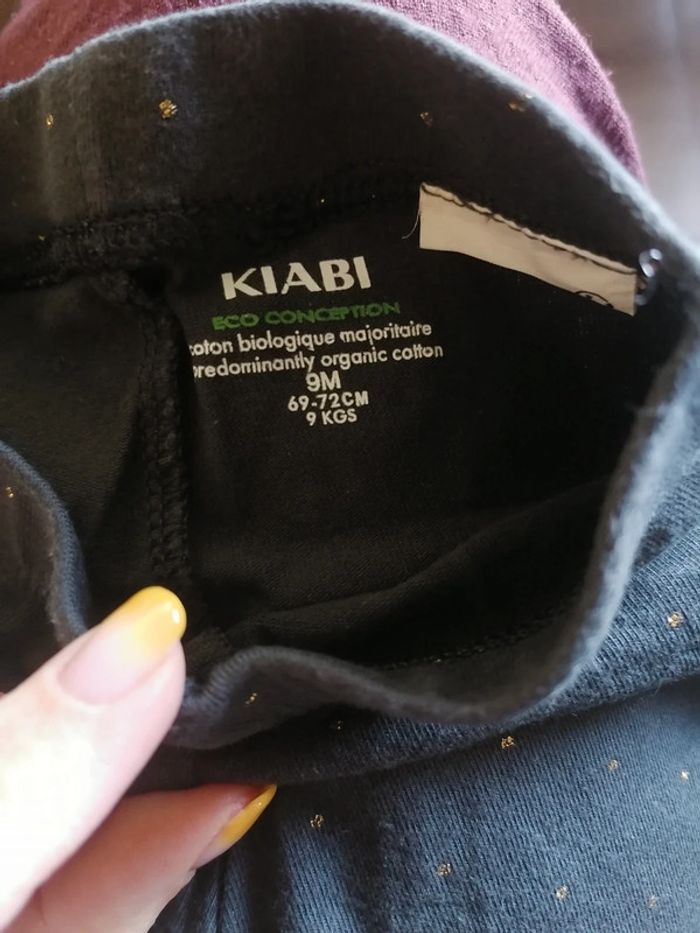 KIABI
ECO CONCEPTION
coton biologique majoritaire
predominantly organic cotton
9M
69-72CM
9 KGS